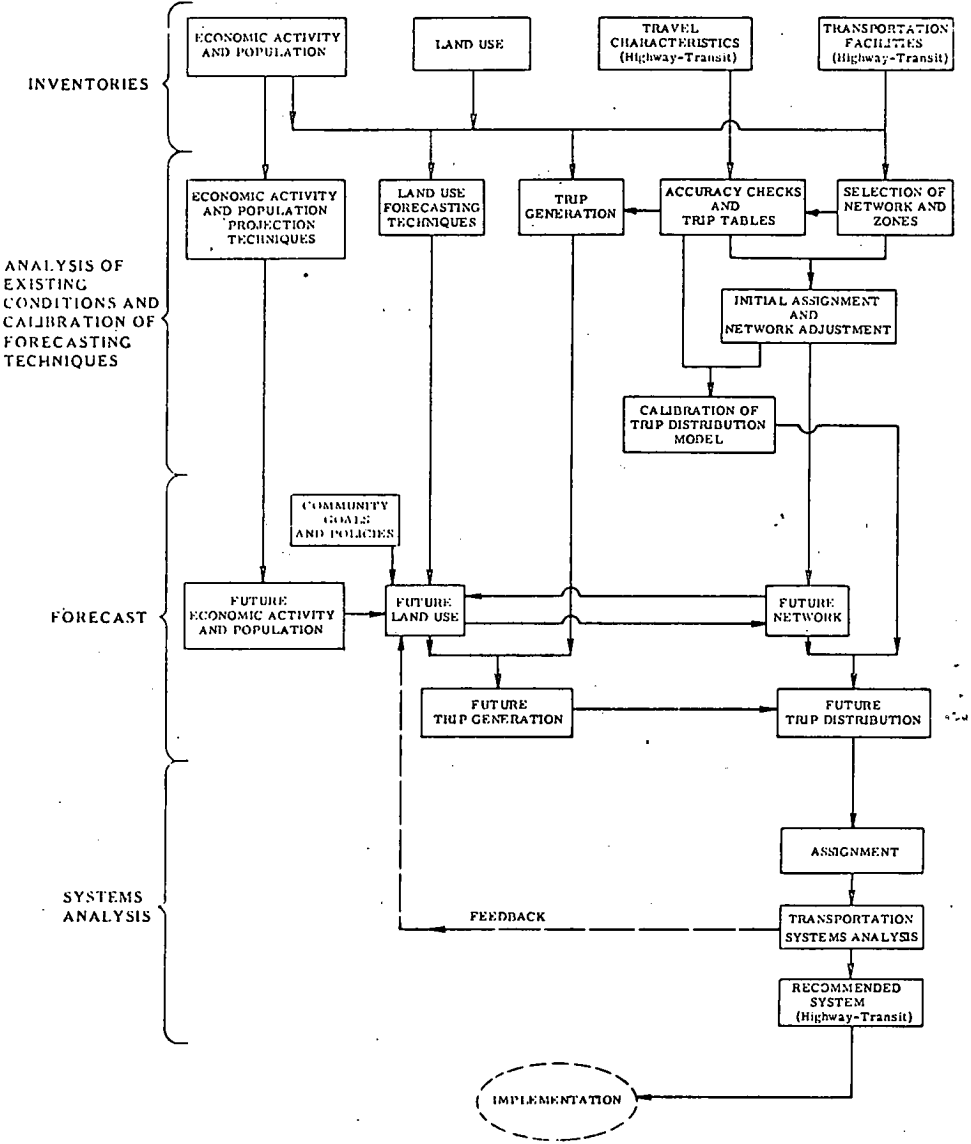 ECONOMIC ACTIVITY
AND POPULATION
LAND USE
TRAVEL
CHARACTERISTICS
(Highway-Transit)
TRANSPORTATION
FACILITIES
(Highway-Transit)
INVENTORIES
ECONOMIC ACTIVITY
AND POPULATION
PROJECTION
TECHNIQUES
LAND USE
FORECASTING
TECHNIQUES
TRIP
GENERATION
ACCURACY CHECKS
AND
TRIP TABLES
SELECTION OF
NETWORK AND
ZONES
ANALYSIS OF
EXISTING
CONDITIONS AND
CALIBRATION OF
FORECASTING
TECHNIQUES
INITIAL ASSIGNMENT
AND
NETWORK ADJUSTMENT
CALIBRATION OF
TRIP DISTRIBUTION
MODEL
COMMUNITY
GOALS
AND POLICIES
FORECAST
FUTURE
ECONOMIC ACTIVITY
AND POPULATION
FUTURE
LAND USE
FUTURE
NETWORK
FUTURE
TRIP GENERATION
FUTURE
TRIP DISTRIBUTION
ASSIGNMENT
SYSTEMS
ANALYSIS
FEEDBACK
TRANSPORTATION
SYSTEMS ANALYSIS
RECOMMENDED
SYSTEM
(Highway-Transit)
IMPLEMENTATION